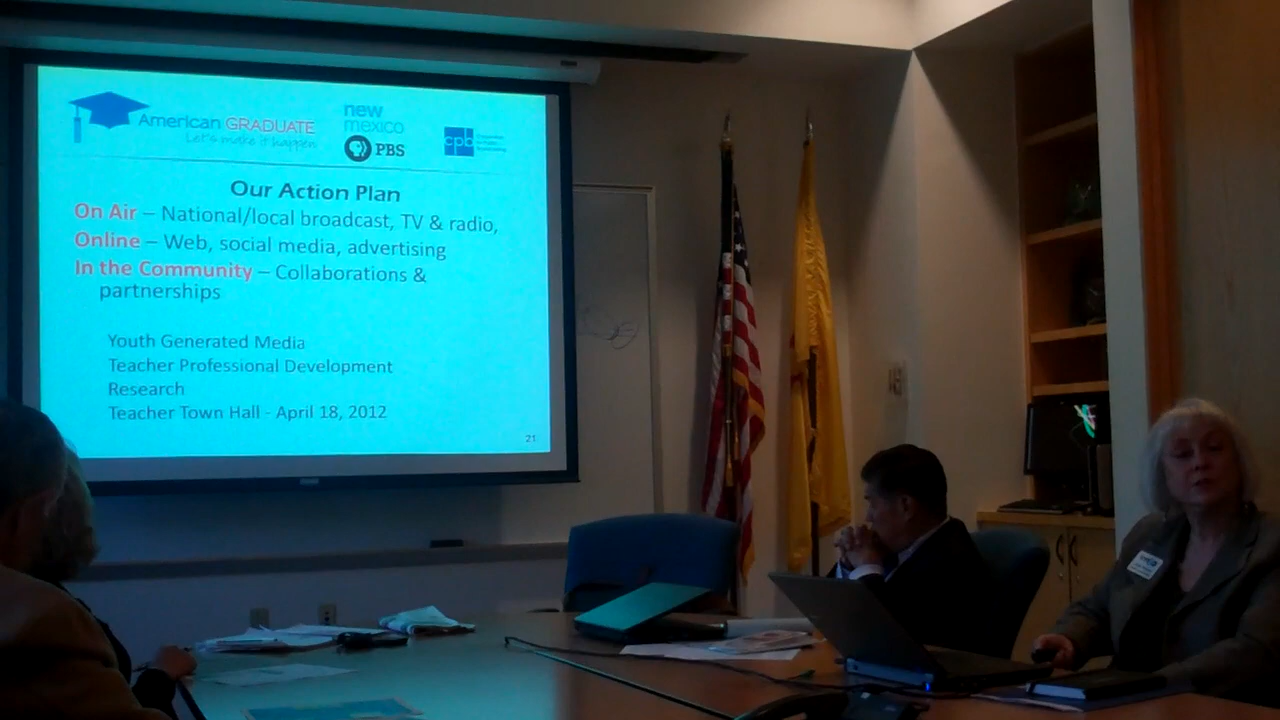 American GRADUATE
Let's make it happen
new
mexico
PBS
cpb
Our Action Plan
On Air – National/local broadcast, TV & radio,
Online – Web, social media, advertising
In the Community – Collaborations &
partnerships
Youth Generated Media
Teacher Professional Development
Research
Teacher Town Hall - April 18, 2012
21